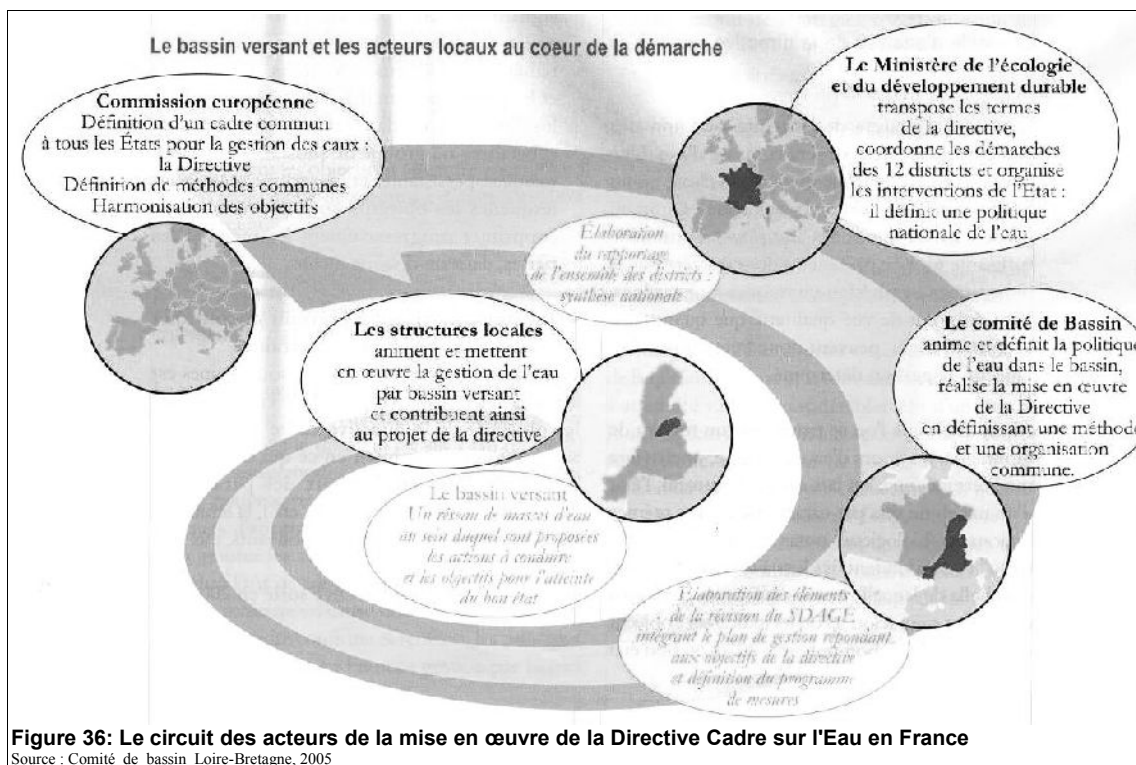 Le bassin versant et les acteurs locaux au coeur de la démarche
Commission européenne
Définition d'un cadre commun
à tous les États pour la gestion des eaux :
la Directive
Définition de méthodes communes
Harmonisation des objectifs
Le Ministère de l'écologie
et du développement durable
transpose les termes
de la directive,
coordonne les démarches
des 12 districts et organise
les interventions de l'Etat :
il définit une politique
nationale de l'eau
Elaboration
du rapportage
de l'ensemble des districts :
synthèse nationale
Les structures locales
animent et mettent
en œuvre la gestion de l'eau
par bassin versant
et contribuent ainsi
au projet de la directive
Le comité de Bassin
anime et définit la politique
de l'eau dans le bassin,
réalise la mise en œuvre
de la Directive
en définissant une méthode
et une organisation
commune.
Le bassin versant
Un réseau de masses d'eau
au sein duquel sont proposées
les actions à conduire
et les objectifs pour l'atteinte
du bon état
Elaboration des éléments
de la révision du SDAGE
intégrant le plan de gestion répondant
aux objectifs de la directive
et définition du programme
de mesures
Figure 36: Le circuit des acteurs de la mise en œuvre de la Directive Cadre sur l'Eau en France
Source : Comité de bassin Loire-Bretagne, 2005